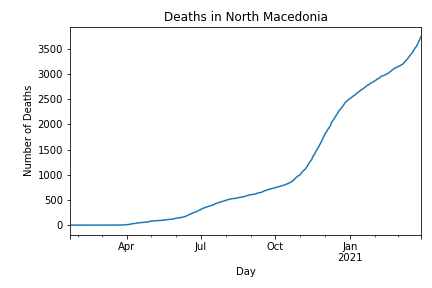 Deaths in North Macedonia
Number of Deaths
3500
3000
2500
2000
1500
1000
500
0
Apr
Jul
Oct
Jan
2021
Day